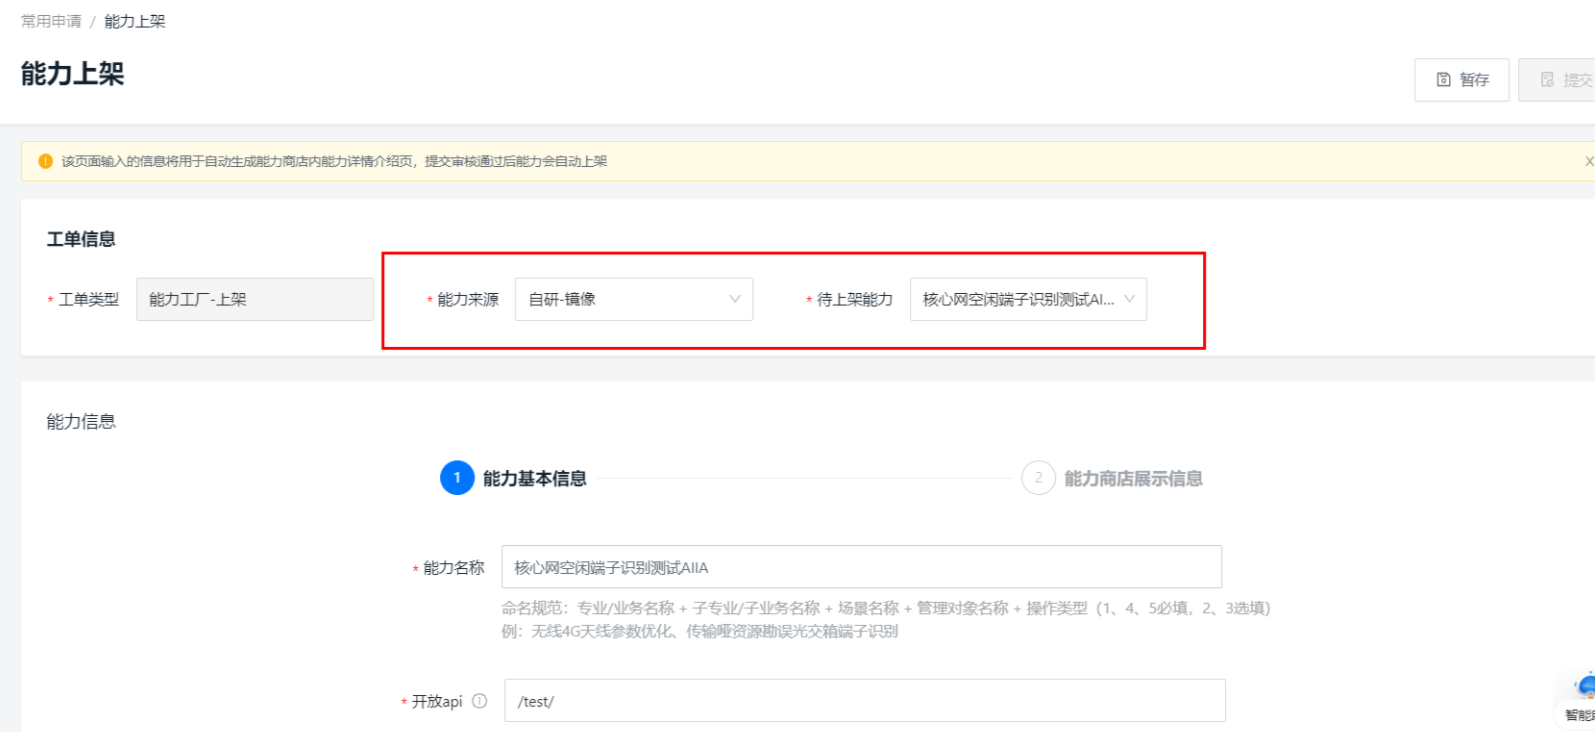 常用申请 / 能力上架
能力上架
暂存
提交
该页面输入的信息将用于自动生成能力商店内能力详情介绍页，提交审核通过后能力会自动上架
工单信息
* 工单类型 能力工厂-上架 * 能力来源 自研-镜像 * 待上架能力 核心网空闲端子识别测试AI...
能力信息
1 能力基本信息 2 能力商店展示信息
* 能力名称 核心网空闲端子识别测试AIIA
命名规范：专业/业务名称 + 子专业/子业务名称 + 场景名称 + 管理对象名称 + 操作类型（1、4、5必填，2、3选填）
例：无线4G天线参数优化、传输哑资源勘误光交箱端子识别
* 开放api /test/
智能